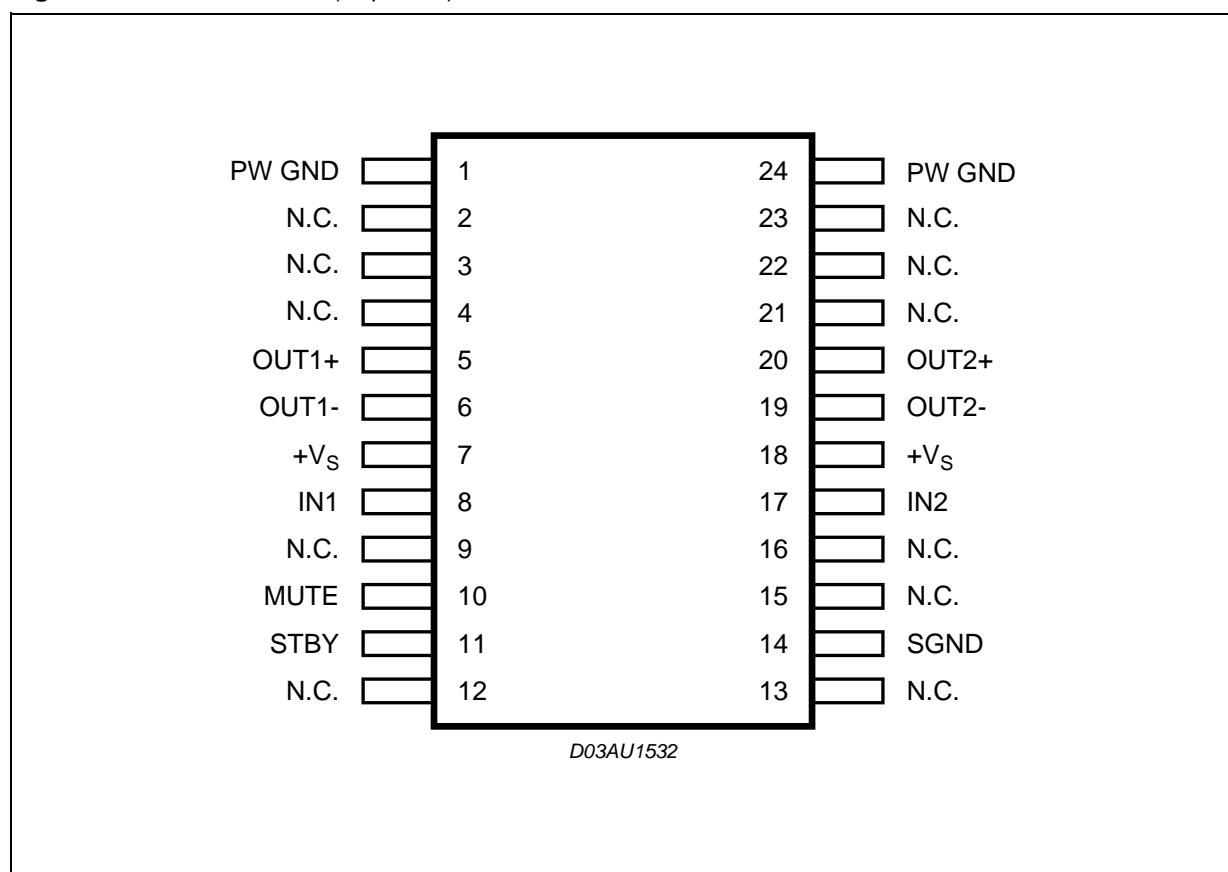 PW GND 1 24 PW GND
N.C. 2 23 N.C.
N.C. 3 22 N.C.
N.C. 4 21 N.C.
OUT1+ 5 20 OUT2+
OUT1- 6 19 OUT2-
+VS 7 18 +VS
IN1 8 17 IN2
N.C. 9 16 N.C.
MUTE 10 15 N.C.
STBY 11 14 SGND
N.C. 12 13 N.C.
D03AU1532